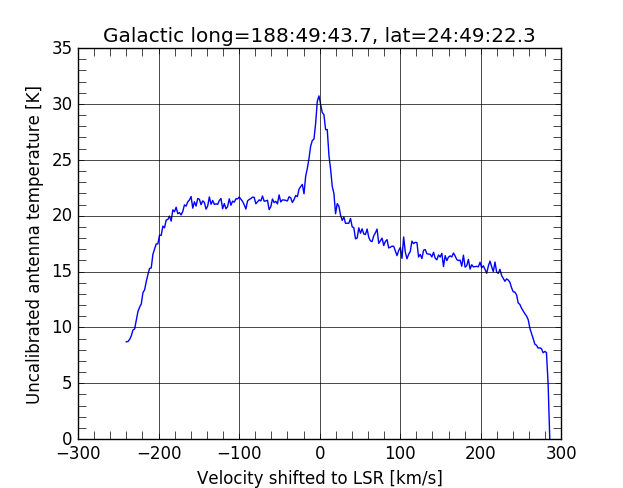 Galactic long=188:49:43.7, lat=24:49:22.3
35
30
25
20
15
10
5
0
Uncalibrated antenna temperature [K]
−300 −200 −100 0 100 200 300
Velocity shifted to LSR [km/s]